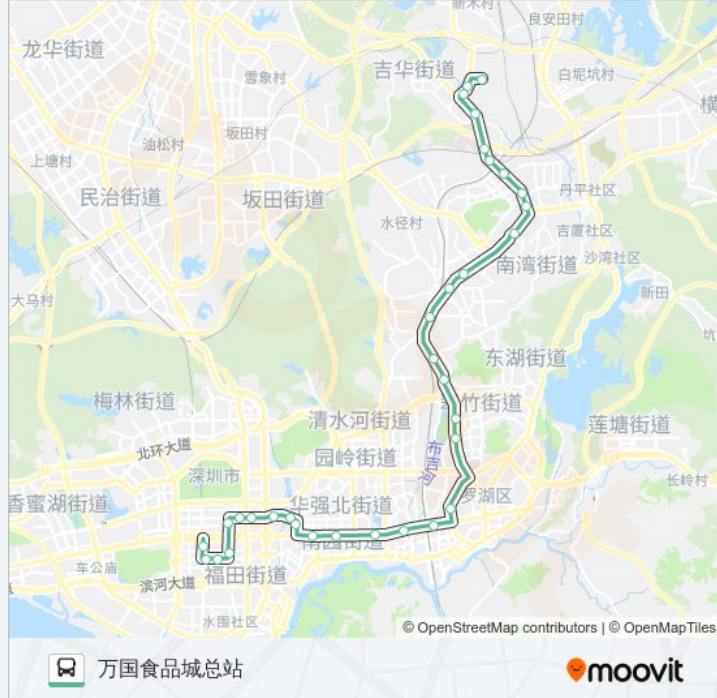 新木村
良安田村
龙华街道
吉华街道
雪象村
白坭坑村
横
坂田村
油松村
上塘村
民治街道
坂田街道
丹平社区
水径村
吉厦社区
南湾街道
沙湾社区
大马村
新田
坑
东湖街道
梅林街道
竹街道
清水河街道
莲塘街道
北环大道
园岭街道
布吉河
深圳市
长岭村
香蜜湖街道
华强北街道
罗湖区
南园街道
车公庙
滨河大道
福田街道
水围社区
© OpenStreetMap contributors | © OpenMapTiles
万国食品城总站
moovit